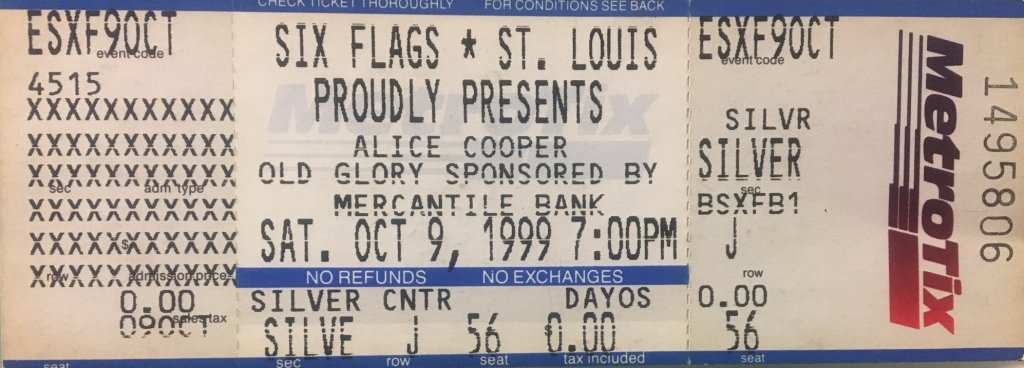 CHECK TICKET THOROUGHLY FOR CONDITIONS SEE BACK
ESXF9OCT
event code
4515
XXXXXXXXXXX
XXXXXXXXXXX
XXXXXXXXXXX
sec adm type
XXXXXXXXXXX
XXXXXXXXXXX
$
XXXXXXXXXXX
row admission price
0.00
sales tax
09OCT
SIX FLAGS * ST. LOUIS
PROUDLY PRESENTS
MetroTix
ALICE COOPER
OLD GLORY SPONSORED BY
MERCANTILE BANK
SAT. OCT 9, 1999 7:00PM
NO REFUNDS NO EXCHANGES
SILVER CNTR DAYOS
SILVE J 56 0.00
sec row seat tax included
ESXF9OCT
event code
SILVR
SILVER
sec
BSXFB1
J
row
0.00
56
seat
MetroTix
1495806